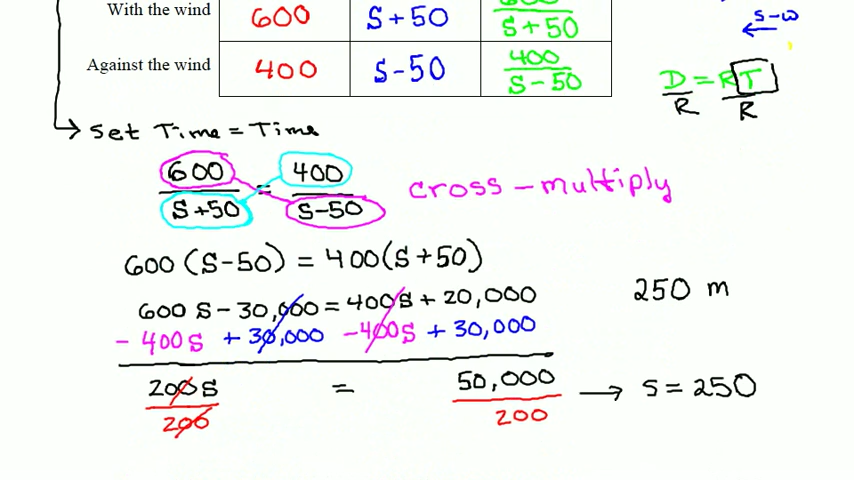 With the wind 600 S+50 600/S+50
S-w
Against the wind 400 S-50 400/S-50
D/R = RT/R
Set Time = Time
600/S+50 = 400/S-50 cross-multiply
600 (S-50) = 400(S+50)
600 S - 30,000 = 400S + 20,000
250 m
- 400S + 30,000 - 400S + 30,000
200S/200 = 50,000/200 → S = 250